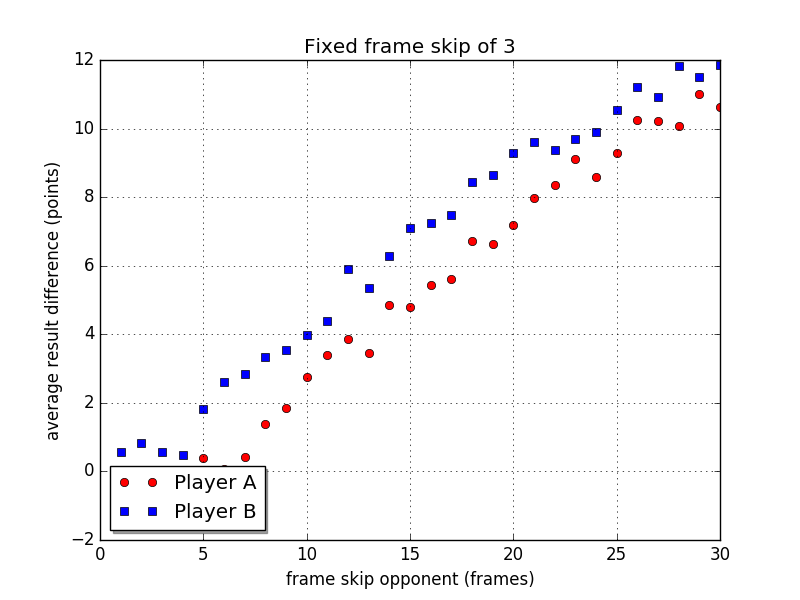 Fixed frame skip of 3
average result difference (points)
12
10
8
6
4
2
0
−2
Player A
Player B
0 5 10 15 20 25 30
frame skip opponent (frames)